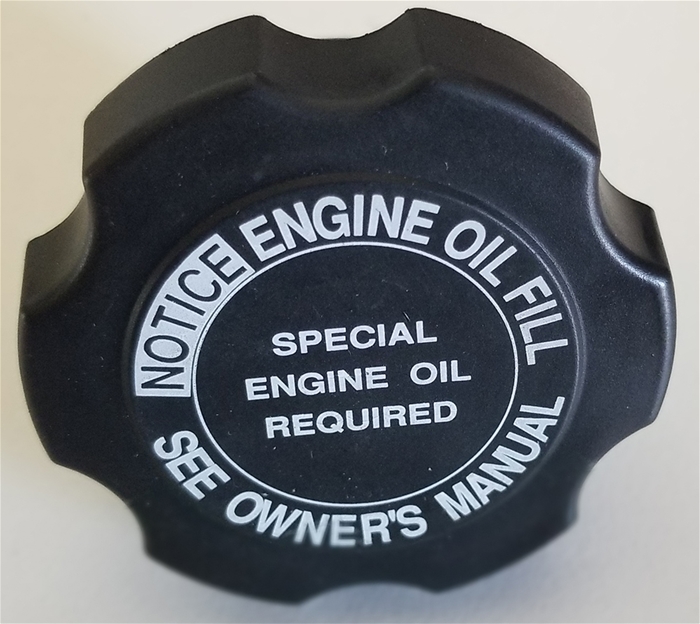 NOTICE ENGINE OIL FILL
SPECIAL
ENGINE OIL
REQUIRED
SEE OWNER'S MANUAL